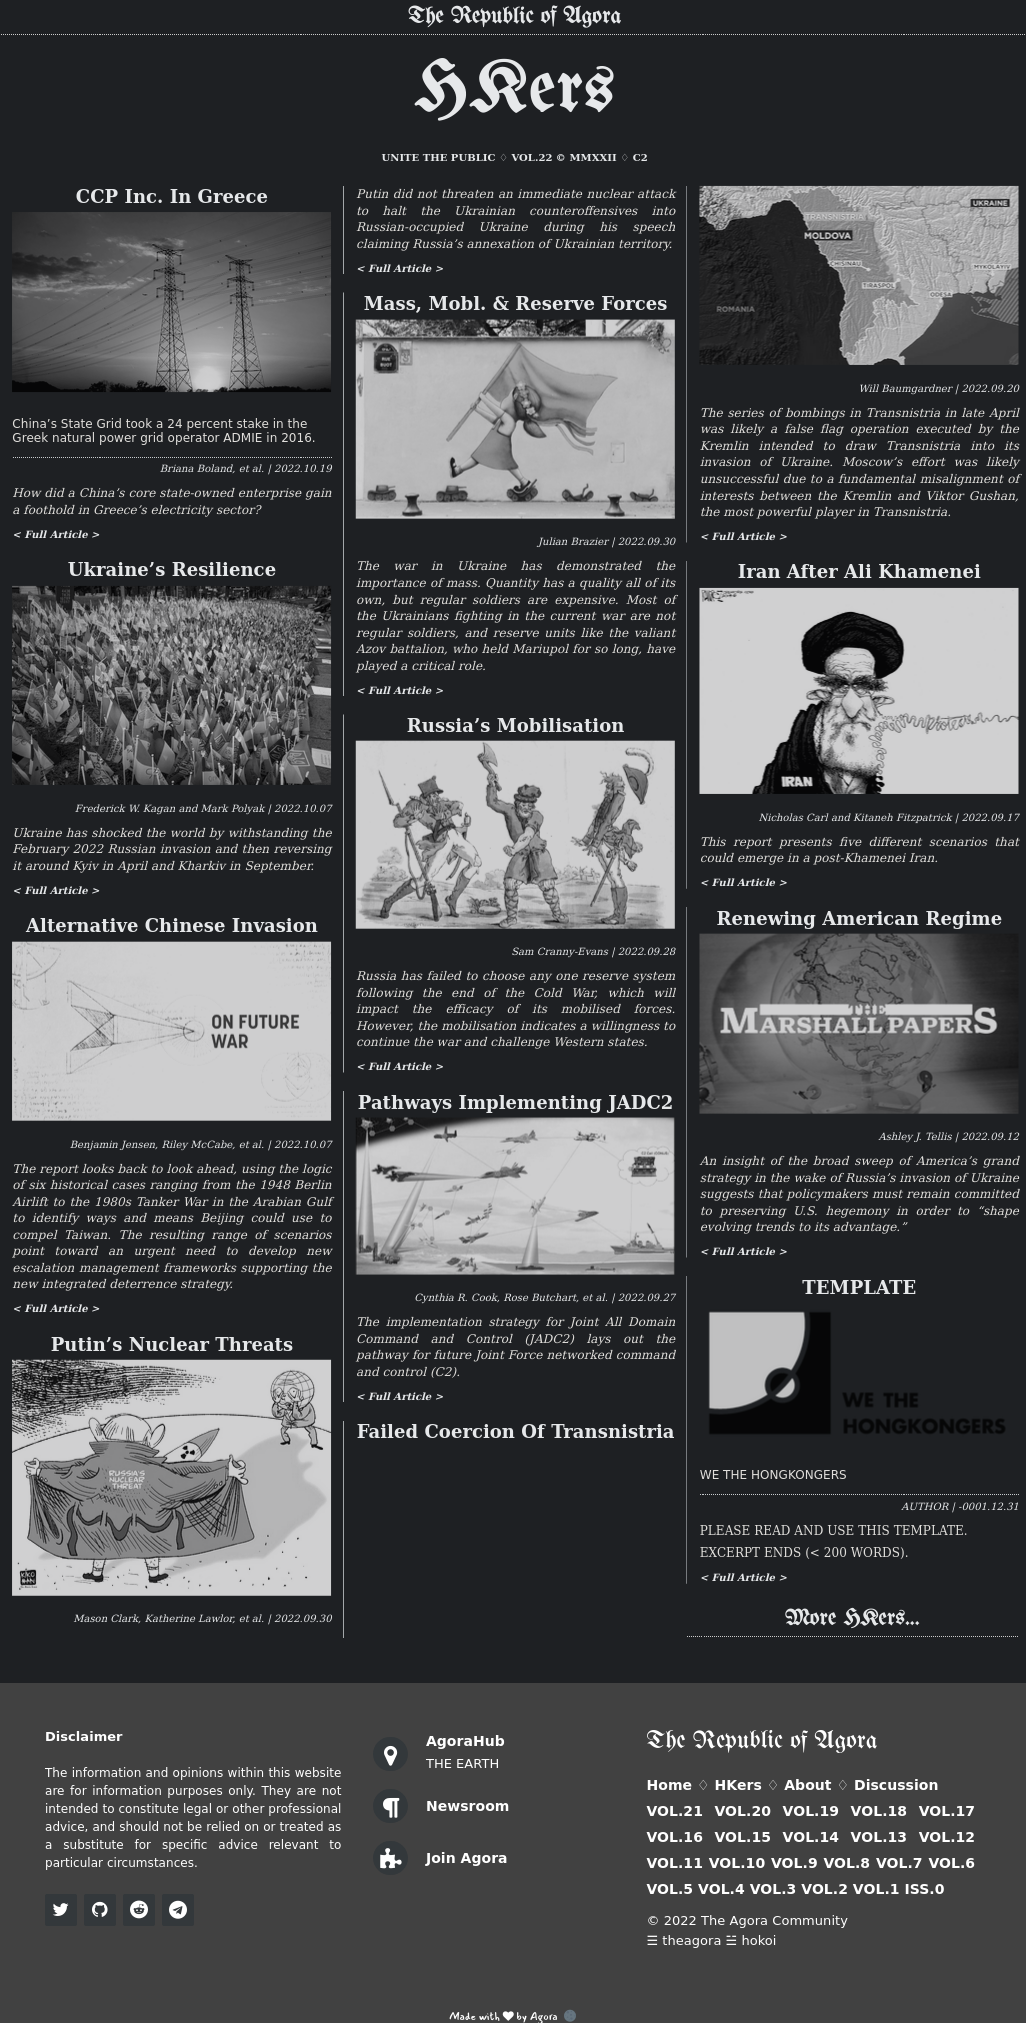 The Republic of Agora
HKers
UNITE THE PUBLIC ♢ VOL.22 © MMXXII ♢ C2
CCP Inc. In Greece
China’s State Grid took a 24 percent stake in the
Greek natural power grid operator ADMIE in 2016.
Briana Boland, et al. | 2022.10.19
How did a China’s core state-owned enterprise gain
a foothold in Greece’s electricity sector?
< Full Article >
Ukraine’s Resilience
Frederick W. Kagan and Mark Polyak | 2022.10.07
Ukraine has shocked the world by withstanding the
February 2022 Russian invasion and then reversing
it around Kyiv in April and Kharkiv in September.
< Full Article >
Alternative Chinese Invasion
ON FUTURE
WAR
Benjamin Jensen, Riley McCabe, et al. | 2022.10.07
The report looks back to look ahead, using the logic
of six historical cases ranging from the 1948 Berlin
Airlift to the 1980s Tanker War in the Arabian Gulf
to identify ways and means Beijing could use to
compel Taiwan. The resulting range of scenarios
point toward an urgent need to develop new
escalation management frameworks supporting the
new integrated deterrence strategy.
< Full Article >
Putin’s Nuclear Threats
RUSSIA'S
NUCLEAR
THREAT
Mason Clark, Katherine Lawlor, et al. | 2022.09.30
Putin did not threaten an immediate nuclear attack
to halt the Ukrainian counteroffensives into
Russian-occupied Ukraine during his speech
claiming Russia’s annexation of Ukrainian territory.
< Full Article >
Mass, Mobl. & Reserve Forces
RUE
BUOT
Julian Brazier | 2022.09.30
The war in Ukraine has demonstrated the
importance of mass. Quantity has a quality all of its
own, but regular soldiers are expensive. Most of
the Ukrainians fighting in the current war are not
regular soldiers, and reserve units like the valiant
Azov battalion, who held Mariupol for so long, have
played a critical role.
< Full Article >
Russia’s Mobilisation
Sam Cranny-Evans | 2022.09.28
Russia has failed to choose any one reserve system
following the end of the Cold War, which will
impact the efficacy of its mobilised forces.
However, the mobilisation indicates a willingness to
continue the war and challenge Western states.
< Full Article >
Pathways Implementing JADC2
Cynthia R. Cook, Rose Butchart, et al. | 2022.09.27
The implementation strategy for Joint All Domain
Command and Control (JADC2) lays out the
pathway for future Joint Force networked command
and control (C2).
< Full Article >
Failed Coercion Of Transnistria
UKRAINE
TRANSNISTRIA
MOLDOVA
CHISINAU
MYKOLAYIV
TIRASPOL
ODESA
ROMANIA
Will Baumgardner | 2022.09.20
The series of bombings in Transnistria in late April
was likely a false flag operation executed by the
Kremlin intended to draw Transnistria into its
invasion of Ukraine. Moscow’s effort was likely
unsuccessful due to a fundamental misalignment of
interests between the Kremlin and Viktor Gushan,
the most powerful player in Transnistria.
< Full Article >
Iran After Ali Khamenei
IRAN
Nicholas Carl and Kitaneh Fitzpatrick | 2022.09.17
This report presents five different scenarios that
could emerge in a post-Khamenei Iran.
< Full Article >
Renewing American Regime
THE
MARSHALL PAPERS
Ashley J. Tellis | 2022.09.12
An insight of the broad sweep of America’s grand
strategy in the wake of Russia’s invasion of Ukraine
suggests that policymakers must remain committed
to preserving U.S. hegemony in order to “shape
evolving trends to its advantage.”
< Full Article >
TEMPLATE
WE THE
HONGKONGERS
WE THE HONGKONGERS
AUTHOR | -0001.12.31
PLEASE READ AND USE THIS TEMPLATE.
EXCERPT ENDS (< 200 WORDS).
< Full Article >
More HKers...
Disclaimer
The information and opinions within this website
are for information purposes only. They are not
intended to constitute legal or other professional
advice, and should not be relied on or treated as
a substitute for specific advice relevant to
particular circumstances.
AgoraHub
THE EARTH
Newsroom
Join Agora
The Republic of Agora
Home ♢ HKers ♢ About ♢ Discussion
VOL.21 VOL.20 VOL.19 VOL.18 VOL.17
VOL.16 VOL.15 VOL.14 VOL.13 VOL.12
VOL.11 VOL.10 VOL.9 VOL.8 VOL.7 VOL.6
VOL.5 VOL.4 VOL.3 VOL.2 VOL.1 ISS.0
© 2022 The Agora Community
☰ theagora ☱ hokoi
Made with ♥ by Agora